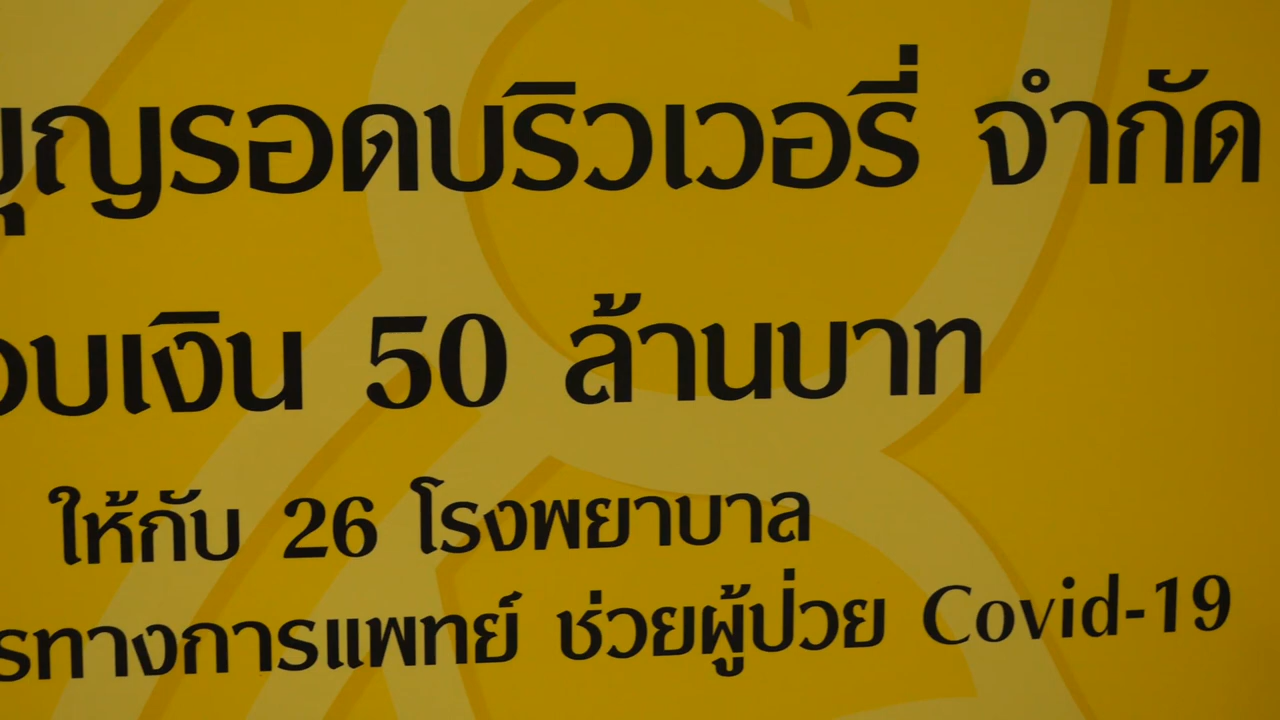 บุญรอดบริวเวอรี่ จำกัด
อบเงิน 50 ล้านบาท
ให้กับ 26 โรงพยาบาล
รทางการแพทย์ ช่วยผู้ป่วย Covid-19